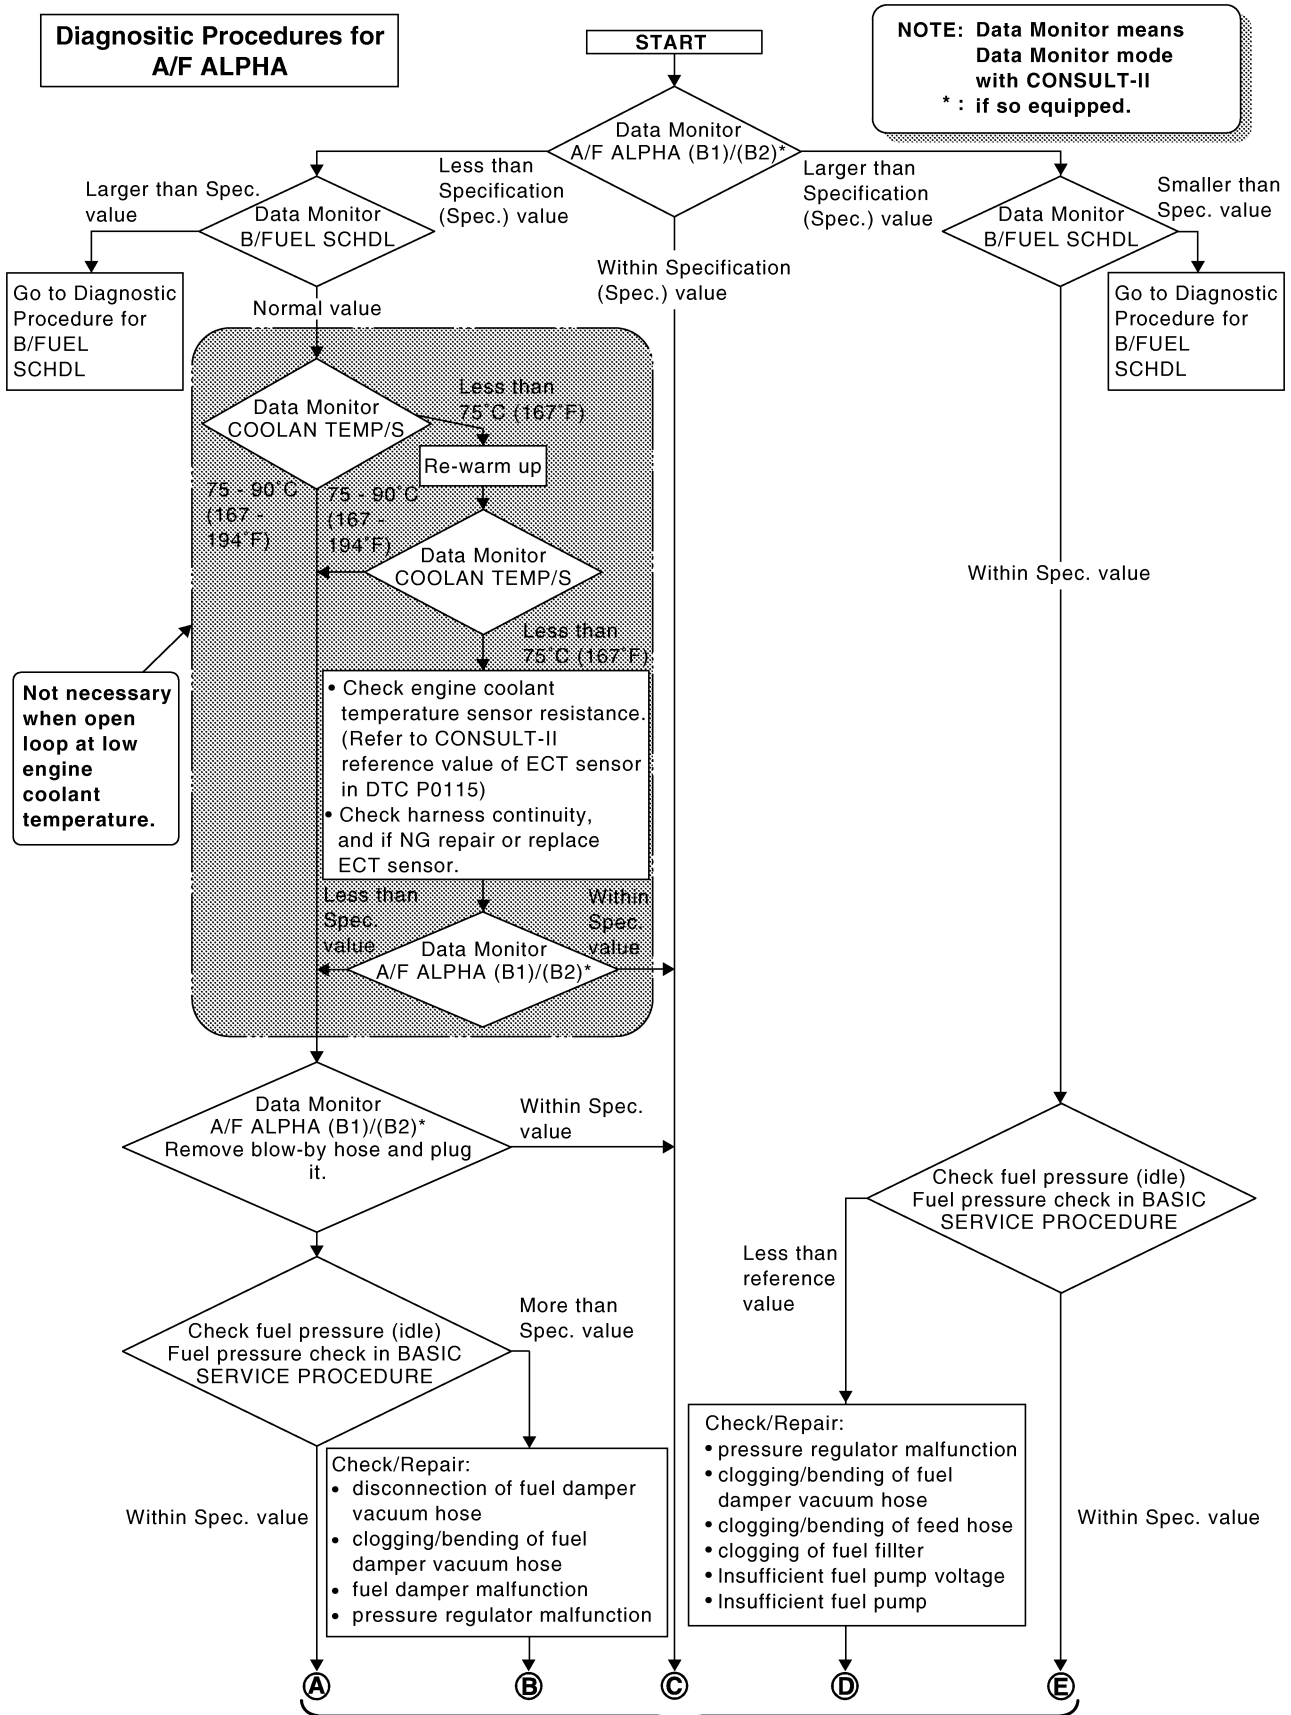 Diagnositic Procedures for
A/F ALPHA
START
NOTE: Data Monitor means
Data Monitor mode
with CONSULT-II
* : if so equipped.
Data Monitor
A/F ALPHA (B1)/(B2)*
Less than
Specification
(Spec.) value
Larger than
Specification
(Spec.) value
Larger than Spec.
value
Data Monitor
B/FUEL SCHDL
Data Monitor
B/FUEL SCHDL
Smaller than
Spec. value
Within Specification
(Spec.) value
Go to Diagnostic
Procedure for
B/FUEL
SCHDL
Normal value
Go to Diagnostic
Procedure for
B/FUEL
SCHDL
Data Monitor
COOLAN TEMP/S
Less than
75˚C (167˚F)
Re-warm up
75 - 90˚C
(167 -
194˚F)
75 - 90˚C
(167 -
194˚F)
Data Monitor
COOLAN TEMP/S
Within Spec. value
Less than
75˚C (167˚F)
Not necessary
when open
loop at low
engine
coolant
temperature.
• Check engine coolant
temperature sensor resistance.
(Refer to CONSULT-II
reference value of ECT sensor
in DTC P0115)
• Check harness continuity,
and if NG repair or replace
ECT sensor.
Less than
Spec.
value
Within
Spec.
value
Data Monitor
A/F ALPHA (B1)/(B2)*
Data Monitor
A/F ALPHA (B1)/(B2)*
Remove blow-by hose and plug
it.
Within Spec.
value
Check fuel pressure (idle)
Fuel pressure check in BASIC
SERVICE PROCEDURE
Less than
reference
value
Check fuel pressure (idle)
Fuel pressure check in BASIC
SERVICE PROCEDURE
More than
Spec. value
Within Spec. value
Check/Repair:
• disconnection of fuel damper
vacuum hose
• clogging/bending of fuel
damper vacuum hose
• fuel damper malfunction
• pressure regulator malfunction
Check/Repair:
• pressure regulator malfunction
• clogging/bending of fuel
damper vacuum hose
• clogging/bending of feed hose
• clogging of fuel fillter
• Insufficient fuel pump voltage
• Insufficient fuel pump
Within Spec. value
A
B
C
D
E